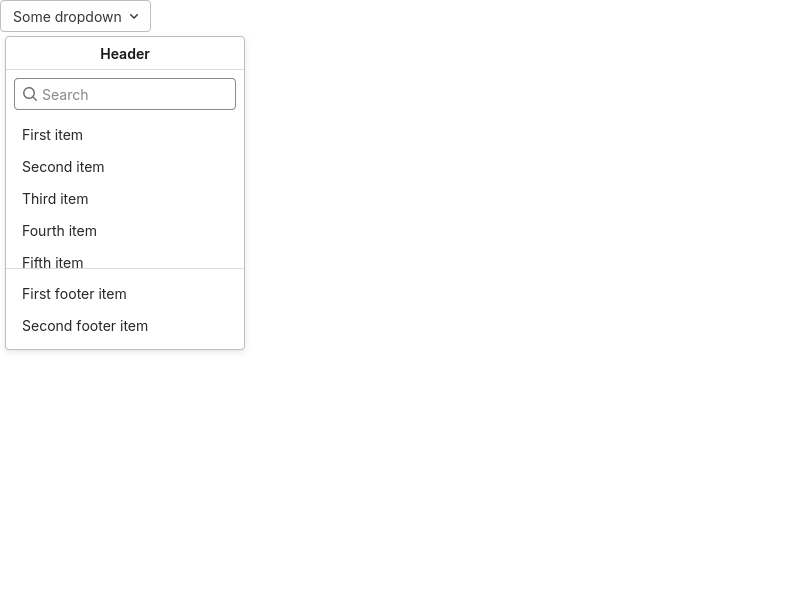 Some dropdown
Header
Search
First item
Second item
Third item
Fourth item
Fifth item
First footer item
Second footer item